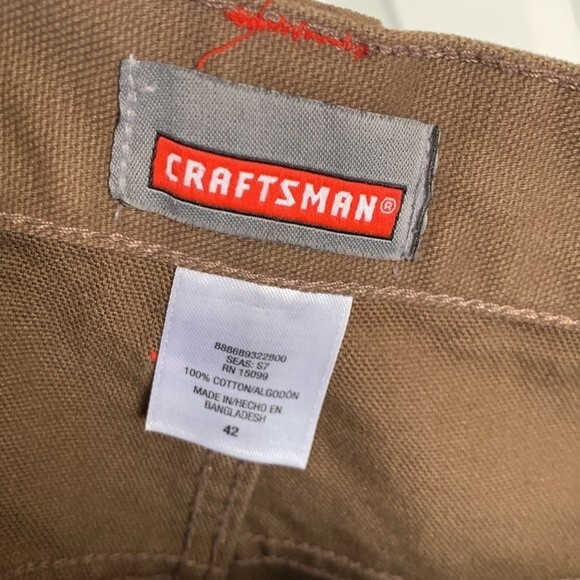 CRAFTSMAN®
888689322800
SEAS: S7
RN 15099
100% COTTON/ALGODÓN
MADE IN/HECHO EN
BANGLADESH
42